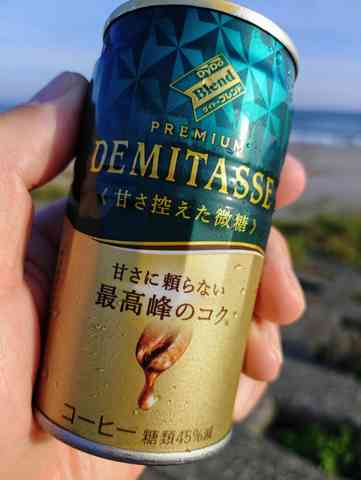 DyDo
Blend
ダイドーブレンド
PREMIUM
DEMITASSE
〈甘さ控えた微糖〉
甘さに頼らない
最高峰のコク。
コーヒー 糖類45%減